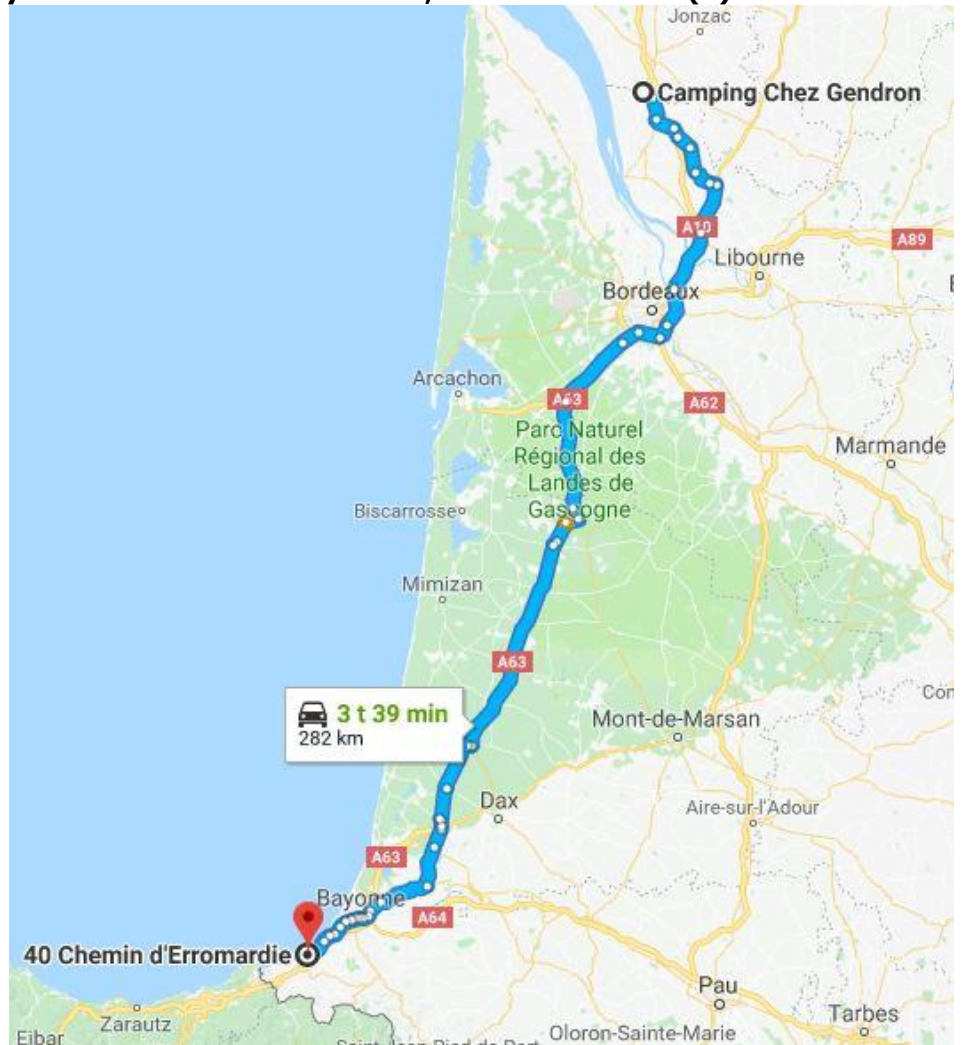 Jonzac
Camping Chez Gendron
A10
A89
Libourne
Bordeaux
Arcachon
A63
A62
Parc Naturel
Régional des
Landes de
Gascogne
Marmande
Biscarrosse
Mimizan
A63
3 t 39 min
282 km
Mont-de-Marsan
Dax
Aire-sur-l'Adour
A63
Bayonne
A64
40 Chemin d'Erromardie
Pau
Zarautz
Tarbes
Eibar
Oloron-Sainte-Marie